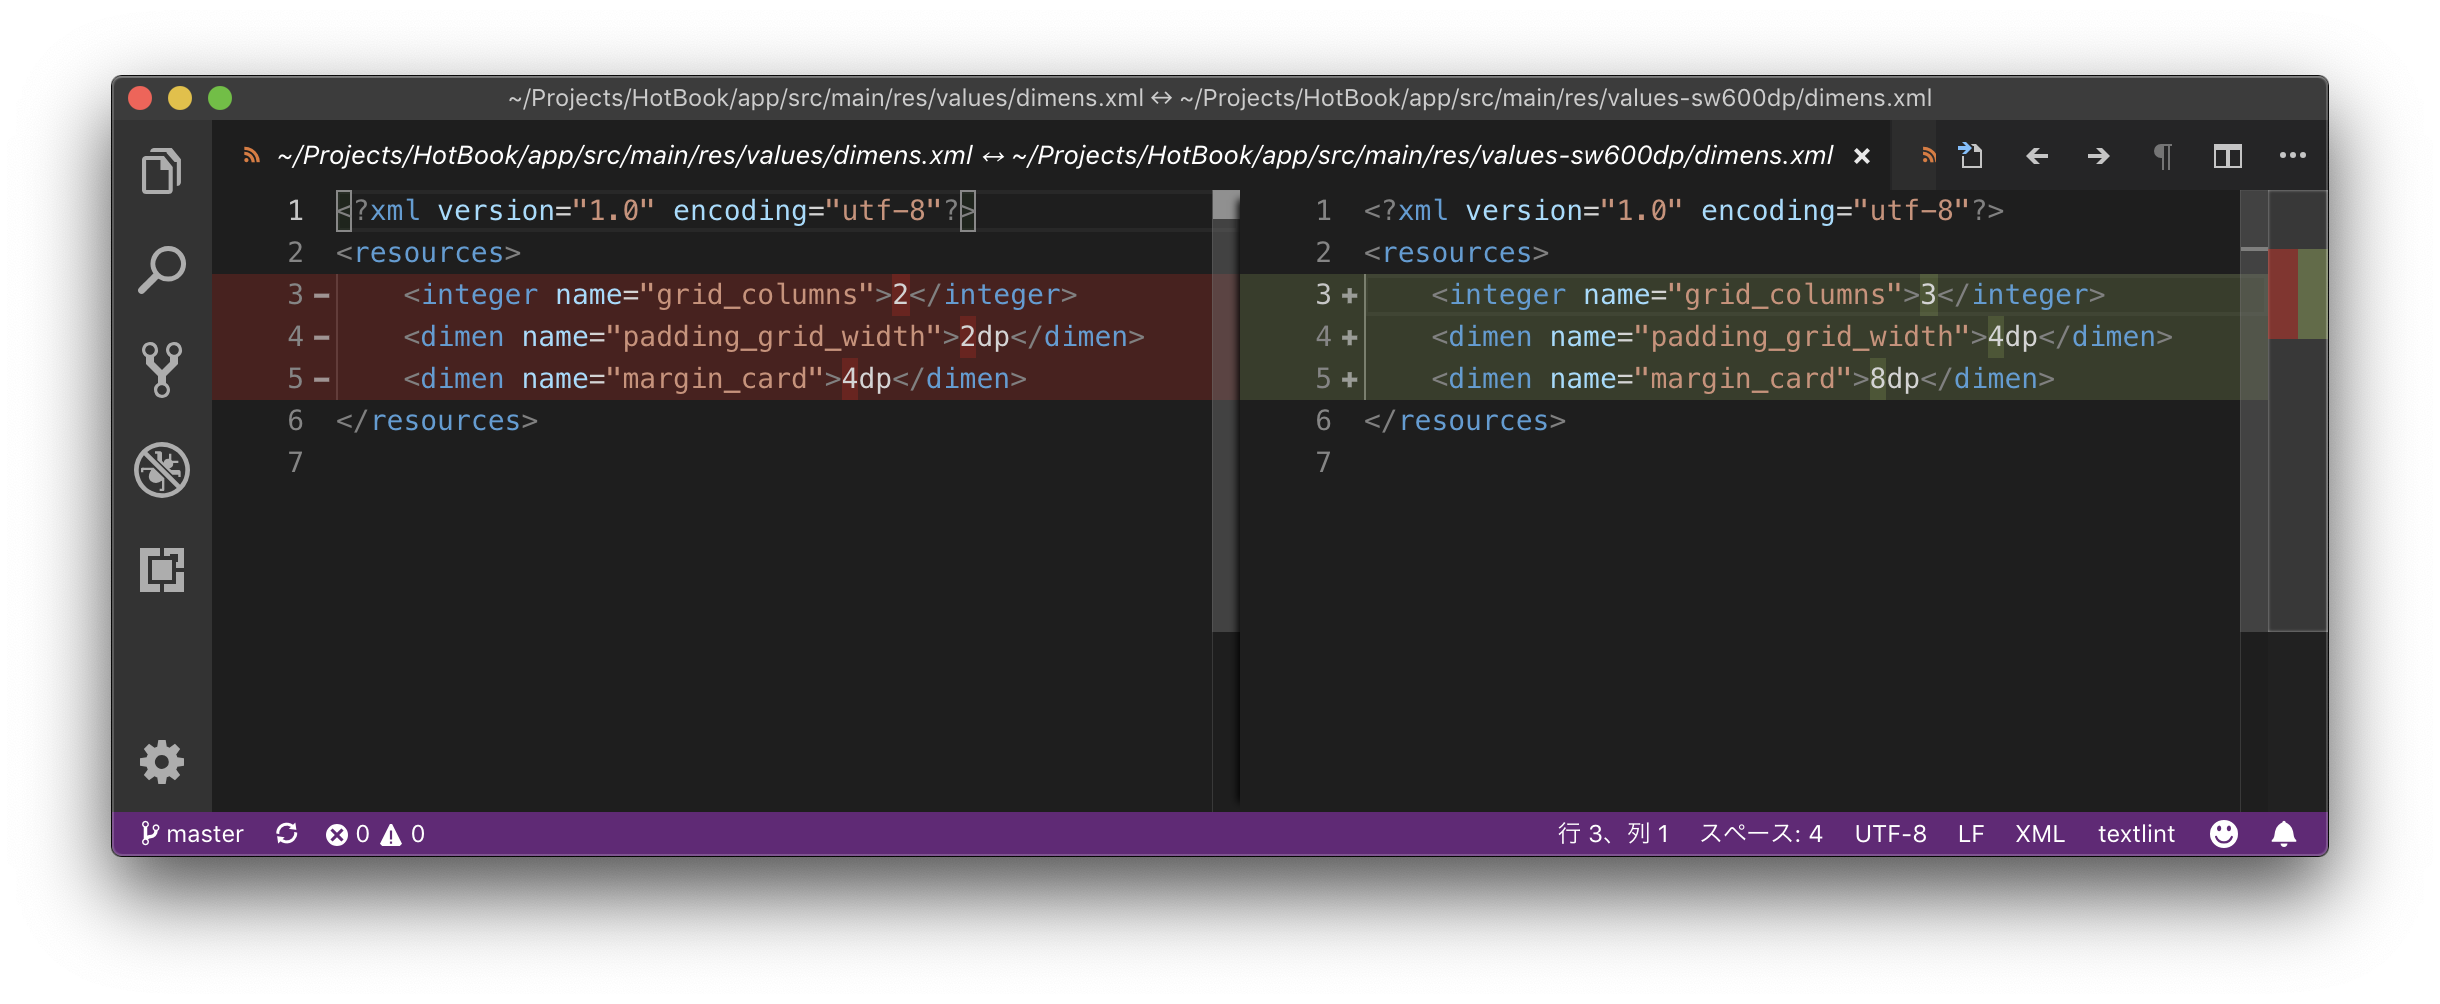 ~/Projects/HotBook/app/src/main/res/values/dimens.xml ↔ ~/Projects/HotBook/app/src/main/res/values-sw600dp/dimens.xml
~/Projects/HotBook/app/src/main/res/values/dimens.xml ↔ ~/Projects/HotBook/app/src/main/res/values-sw600dp/dimens.xml
1 <?xml version="1.0" encoding="utf-8"?>
2 <resources>
3 − <integer name="grid_columns">2</integer>
4 − <dimen name="padding_grid_width">2dp</dimen>
5 − <dimen name="margin_card">4dp</dimen>
6 </resources>
7
1 <?xml version="1.0" encoding="utf-8"?>
2 <resources>
3 + <integer name="grid_columns">3</integer>
4 + <dimen name="padding_grid_width">4dp</dimen>
5 + <dimen name="margin_card">8dp</dimen>
6 </resources>
7
master 0 0 行 3、列 1 スペース: 4 UTF-8 LF XML textlint